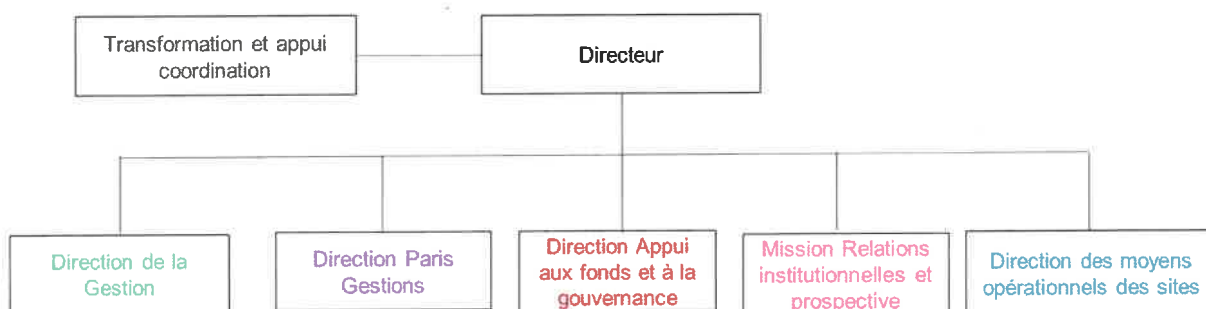 Transformation et appui
coordination
Directeur
Direction de la
Gestion
Direction Paris
Gestions
Direction Appui
aux fonds et à la
gouvernance
Mission Relations
institutionnelles et
prospective
Direction des moyens
opérationnels des sites